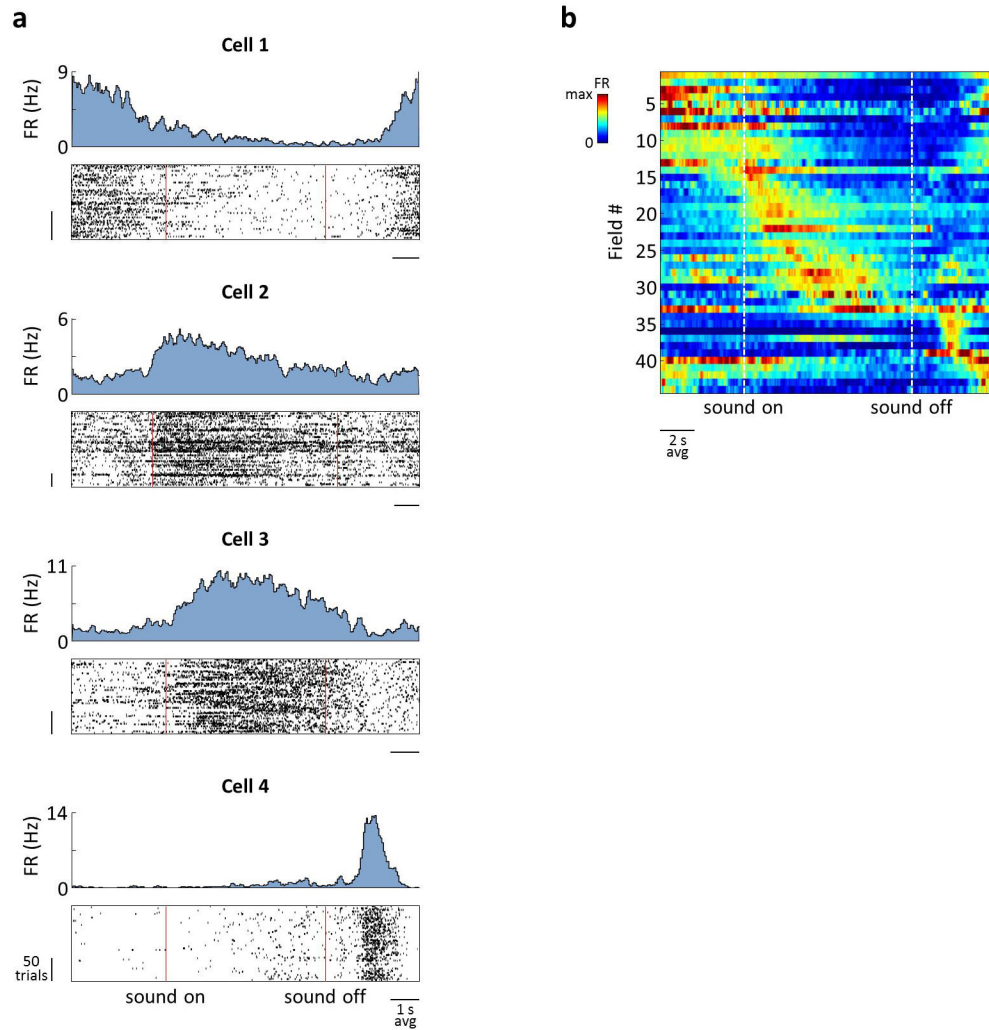 a
Cell 1
9
FR (Hz)
0
Cell 2
6
FR (Hz)
0
Cell 3
11
FR (Hz)
0
Cell 4
14
FR (Hz)
0
50
trials
sound on
sound off
1 s
avg
b
FR
max
0
Field #
5
10
15
20
25
30
35
40
sound on
sound off
2 s
avg